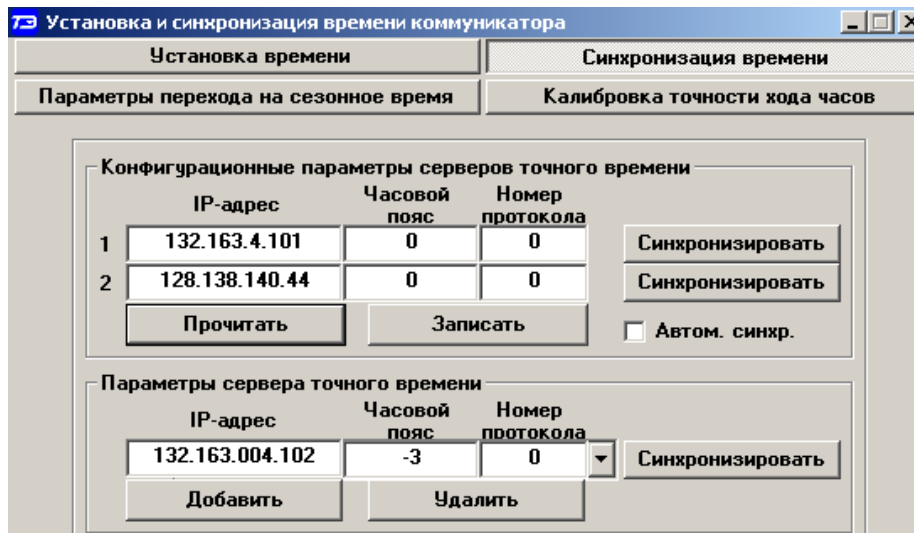 ТЭ Установка и синхронизация времени коммуникатора
Установка времени Синхронизация времени
Параметры перехода на сезонное время Калибровка точности хода часов
Конфигурационные параметры серверов точного времени
IP-адрес Часовой пояс Номер протокола
1 132.163.4.101 0 0 Синхронизировать
2 128.138.140.44 0 0 Синхронизировать
Прочитать Записать Автом. синхр.
Параметры сервера точного времени
IP-адрес Часовой пояс Номер протокола
132.163.004.102 -3 0 Синхронизировать
Добавить Удалить